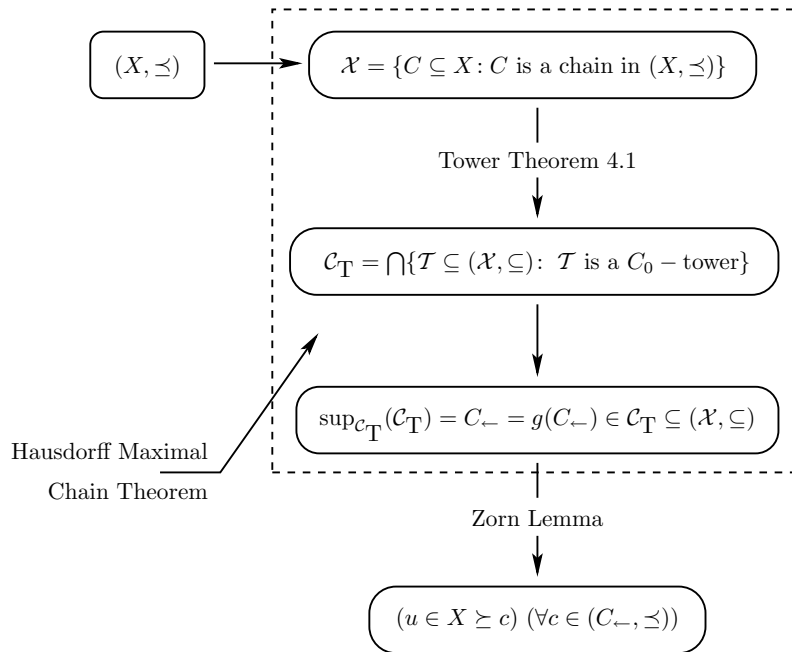 (X, ⪯)
𝒳 = {C ⊆ X : C is a chain in (X, ⪯)}
Tower Theorem 4.1
𝒞_T = ⋂{𝒯 ⊆ (𝒳, ⊆) : 𝒯 is a C₀ − tower}
sup_{𝒞_T}(𝒞_T) = C_← = g(C_←) ∈ 𝒞_T ⊆ (𝒳, ⊆)
Hausdorff Maximal
Chain Theorem
Zorn Lemma
(u ∈ X ⪰ c) (∀c ∈ (C_←, ⪯))